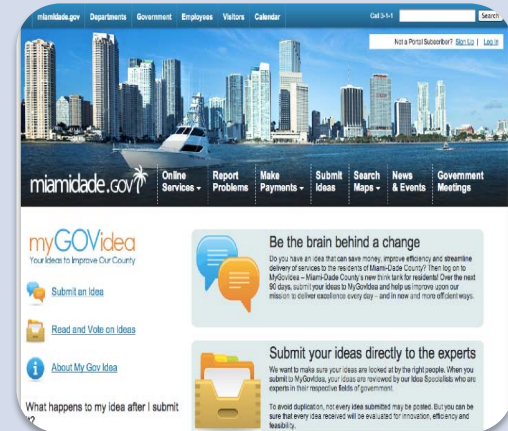 miamidade.gov Departments Government Employees Visitors Calendar Call 3-1-1 Search
Not a Portal Subscriber? Sign Up | Log In
miamidade.gov
Online Services Report Problems Make Payments Submit Ideas Search Maps News & Events Government Meetings
myGOVidea
Your Ideas to Improve Our County
Submit an Idea
Read and Vote on Ideas
About My Gov Idea
What happens to my idea after I submit
?
Be the brain behind a change
Do you have an idea that can save money, improve efficiency and streamline
delivery of services to the residents of Miami-Dade County? Then log on to
MyGovIdea – Miami-Dade County's new think tank for residents! Over the next
90 days, submit your ideas to MyGovIdea and help us improve upon our
mission to deliver excellence every day – and in new and more efficient ways.
Submit your ideas directly to the experts
We want to make sure your ideas are looked at by the right people. When you
submit to MyGovIdea, your ideas are reviewed by our Idea Specialists who are
experts in their respective fields of government.
To avoid duplication, not every idea submitted may be posted. But you can be
sure that every idea received will be evaluated for innovation, efficiency and
feasibility.